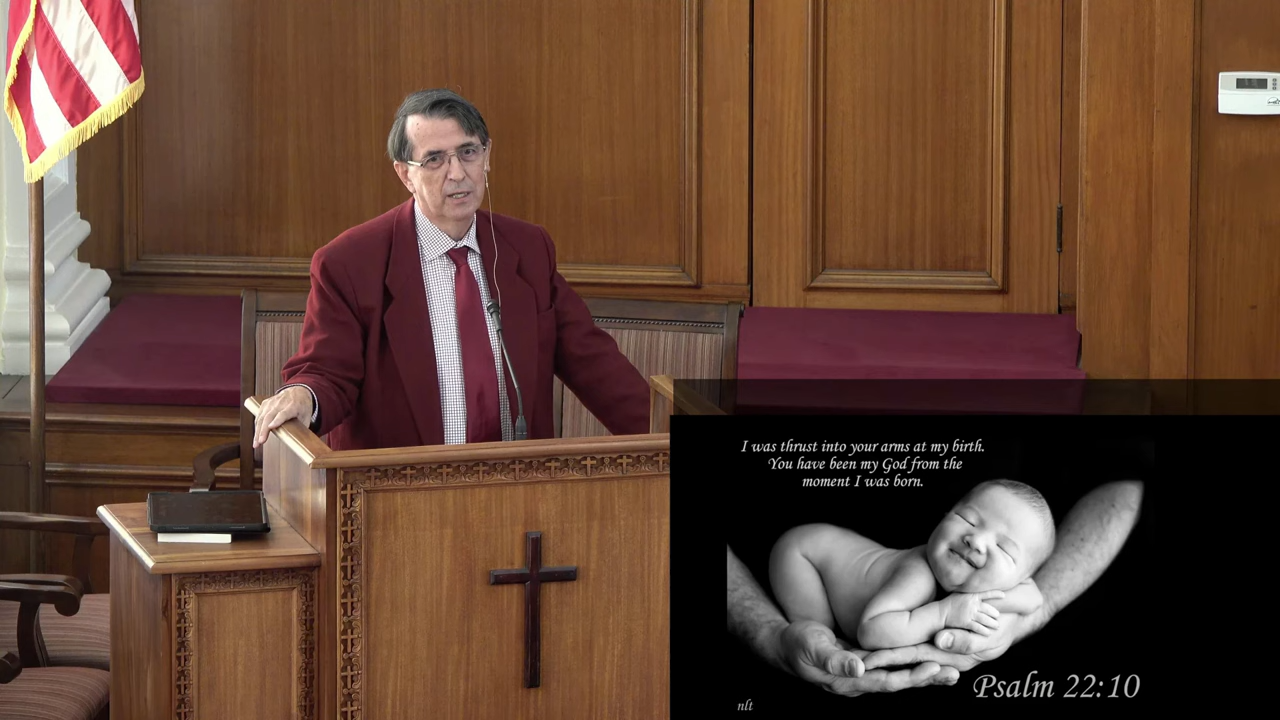 I was thrust into your arms at my birth.
You have been my God from the
moment I was born.
Psalm 22:10
nlt